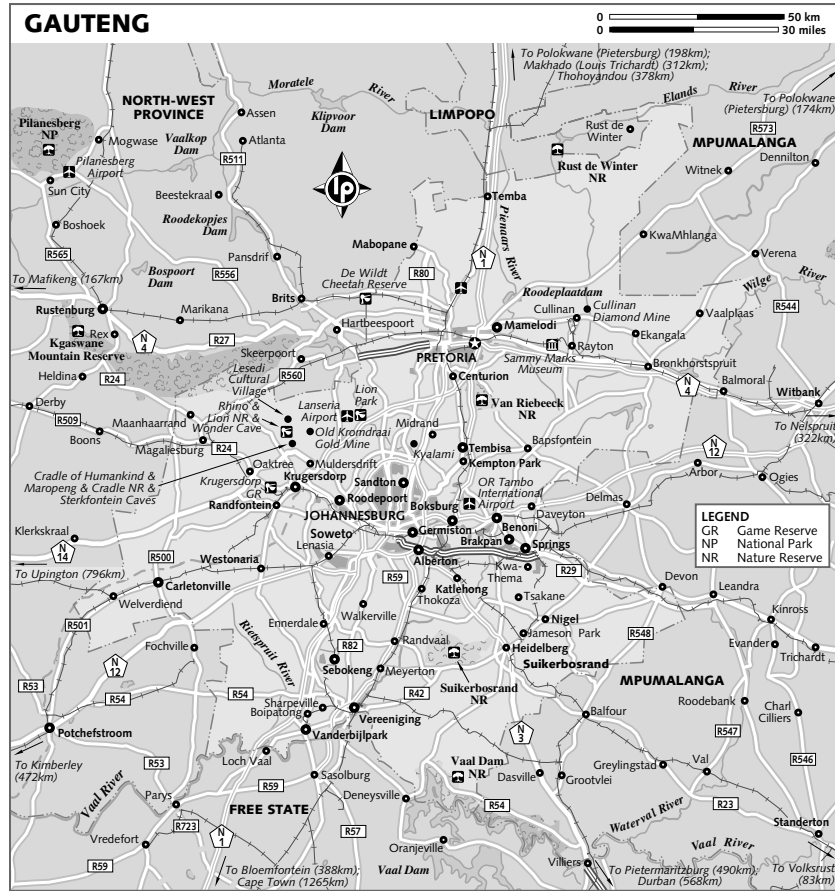 GAUTENG
0 50 km
0 30 miles
To Polokwane (Pietersburg) (198km);
Makhado (Louis Trichardt) (312km);
Thohoyandou (378km)
Moratele
River
Elands
River
To Polokwane
(Pietersburg) (174km)
NORTH-WEST
PROVINCE
Assen
Klipvoor
Dam
LIMPOPO
Rust de
Winter
R573
Pilanesberg
NP
Mogwase
Vaalkop
Dam
Atlanta
MPUMALANGA
Pilanesberg
Airport
R511
Rust de Winter
NR
Witnek
Dennilton
Sun City
lp
Beestekraal
Temba
Roodekopjes
Dam
Pienaars River
Boshoek
KwaMhlanga
R565
Pansdrif
Mabopane
N
1
Verena
To Mafikeng (167km)
Bospoort
Dam
R556
De Wildt
Cheetah Reserve
R80
Wilge
River
Roodeplaatdam
Brits
Cullinan
Cullinan
Diamond Mine
R544
Rustenburg
Marikana
Mamelodi
Vaalplaas
Rex
Hartbeespoort
Ekangala
Kgaswane
Mountain Reserve
N
4
R27
PRETORIA
Rayton
Skeerpoort
Sammy Marks
Museum
Heldina
Lesedi
Cultural
Village
R560
Centurion
Bronkhorstspruit
R24
Lion
Park
N
4
Balmoral
Derby
Rhino &
Lion NR &
Wonder Cave
Lanseria
Airport
Van Riebeeck
NR
Witbank
R509
Maanhaarrand
Old Kromdraai
Gold Mine
Midrand
To Nelspruit
(322km)
Boons
Magaliesburg
R24
Kyalami
Tembisa
Bapsfontein
N
12
Cradle of Humankind &
Maropeng & Cradle NR &
Sterkfontein Caves
Oaktree
Muldersdrift
Kempton Park
Arbor
Ogies
Krugersdorp
GR
Krugersdorp
Sandton
OR Tambo
International
Airport
Roodepoort
Delmas
Randfontein
JOHANNESBURG
Boksburg
Daveyton
LEGEND
GR Game Reserve
NP National Park
NR Nature Reserve
Benoni
Klerkskraal
Soweto
Germiston
Brakpan
N
14
R500
Lenasia
Alberton
Springs
Westonaria
Kwa-
Thema
To Upington (796km)
R59
R29
Devon
Carletonville
Katlehong
Leandra
Welverdiend
Thokoza
Tsakane
Walkerville
Kinross
R501
Ennerdale
Nigel
Rietspruit River
R82
Randvaal
Jameson Park
R548
Fochville
Heidelberg
Evander
Trichardt
N
12
Sebokeng
Meyerton
Suikerbosrand
R53
R54
R54
R42
Suikerbosrand
NR
MPUMALANGA
Sharpeville
Boipatong
Vereeniging
Roodebank
Charl
Cilliers
Potchefstroom
Vanderbijlpark
N
3
Balfour
R547
To Kimberley
(472km)
R53
Loch Vaal
Vaal Dam
NR
Greylingstad
Val
R546
Vaal River
Sasolburg
Dasville
Grootvlei
R59
Parys
Deneysville
R54
Waterval River
R23
FREE STATE
Standerton
R723
N
1
R57
Vredefort
Oranjeville
Vaal River
R59
To Bloemfontein (388km);
Cape Town (1265km)
Vaal Dam
Villiers
To Pietermaritzburg (490km);
Durban (568km)
To Volksrust
(83km)